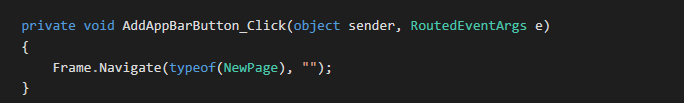 private void AddAppBarButton_Click(object sender, RoutedEventArgs e)
{
    Frame.Navigate(typeof(NewPage), "");
}